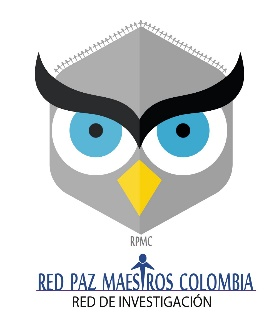 RPMC
RED PAZ MAESTROS COLOMBIA
RED DE INVESTIGACIÓN